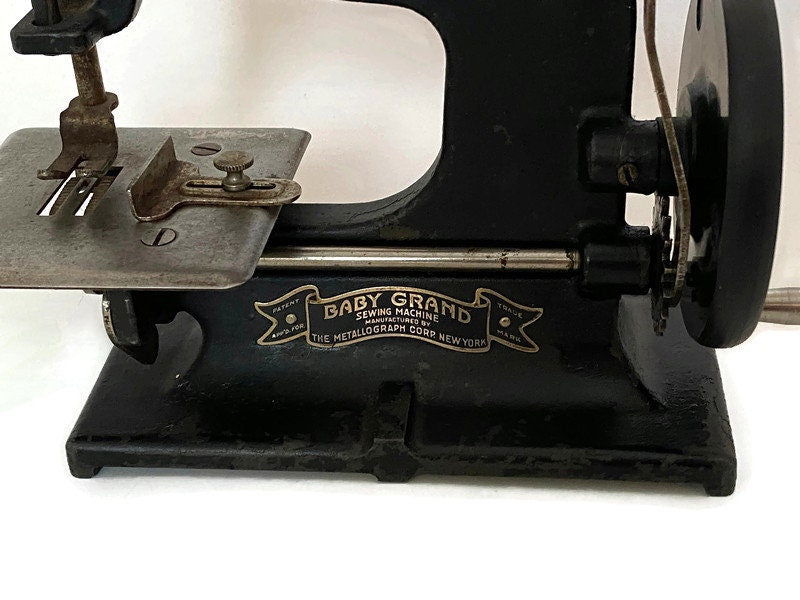 PATENT
APP'D. FOR
BABY GRAND
SEWING MACHINE
MANUFACTURED BY
THE METALLOGRAPH CORP. NEW YORK
TRADE
MARK